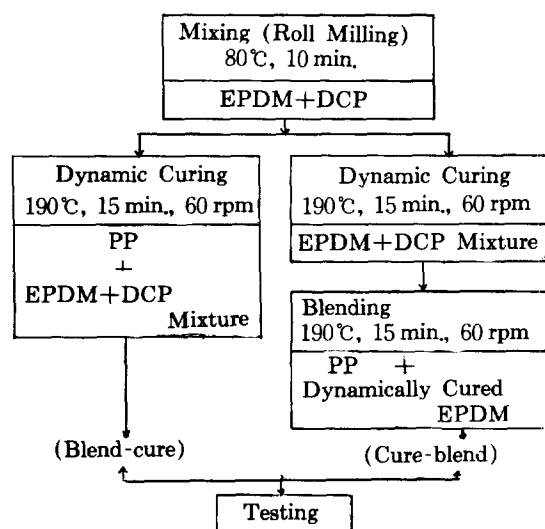 Mixing (Roll Milling)
80℃, 10 min.
EPDM+DCP
Dynamic Curing
190℃, 15 min., 60 rpm
PP
+
EPDM+DCP
Mixture
Dynamic Curing
190℃, 15 min., 60 rpm
EPDM+DCP Mixture
Blending
190℃, 15 min., 60 rpm
PP +
Dynamically Cured
EPDM
(Blend-cure)
(Cure-blend)
Testing